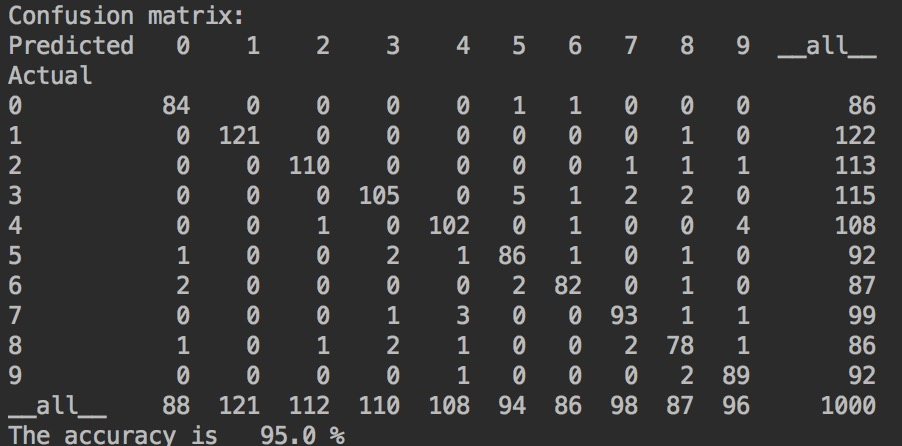 Confusion matrix:
Predicted   0    1    2    3    4   5   6   7   8   9  __all__
Actual
0          84    0    0    0    0   1   1   0   0   0       86
1           0  121    0    0    0   0   0   0   1   0      122
2           0    0  110    0    0   0   0   1   1   1      113
3           0    0    0  105    0   5   1   2   2   0      115
4           0    0    1    0  102   0   1   0   0   4      108
5           1    0    0    2    1  86   1   0   1   0       92
6           2    0    0    0    0   2  82   0   1   0       87
7           0    0    0    1    3   0   0  93   1   1       99
8           1    0    1    2    1   0   0   2  78   1       86
9           0    0    0    0    1   0   0   0   2  89       92
__all__    88  121  112  110  108  94  86  98  87  96     1000
The accuracy is   95.0 %